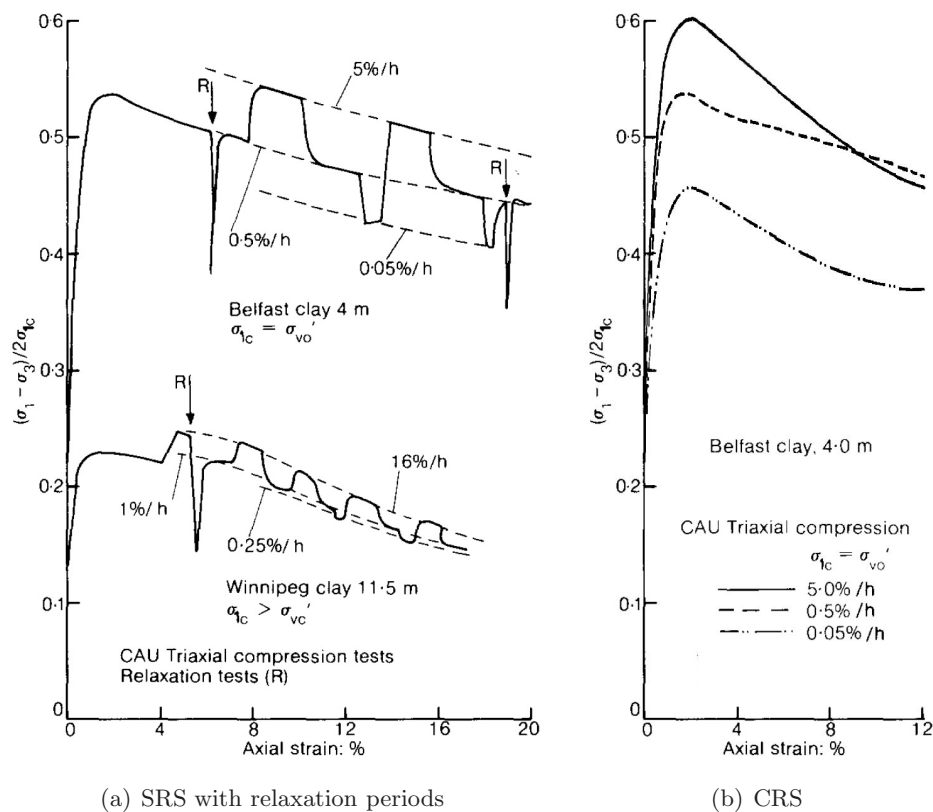 0·6
0·5
0·4
0·3
0·2
0·1
0
(σ₁ − σ₃)/2σ₁c
R
5%/h
R
0·5%/h
0·05%/h
Belfast clay 4 m
σ₁c = σvo′
R
16%/h
1%/h
0·25%/h
Winnipeg clay 11·5 m
σ₁c > σvc′
CAU Triaxial compression tests
Relaxation tests (R)
0 4 8 12 16 20
Axial strain: %
(a) SRS with relaxation periods
0·6
0·5
0·4
0·3
0·2
0·1
0
(σ₁ − σ₃)/2σ₁c
Belfast clay, 4·0 m
CAU Triaxial compression
σ₁c = σvo′
5.0%/h
0·5%/h
0·05%/h
0 4 8 12
Axial strain: %
(b) CRS